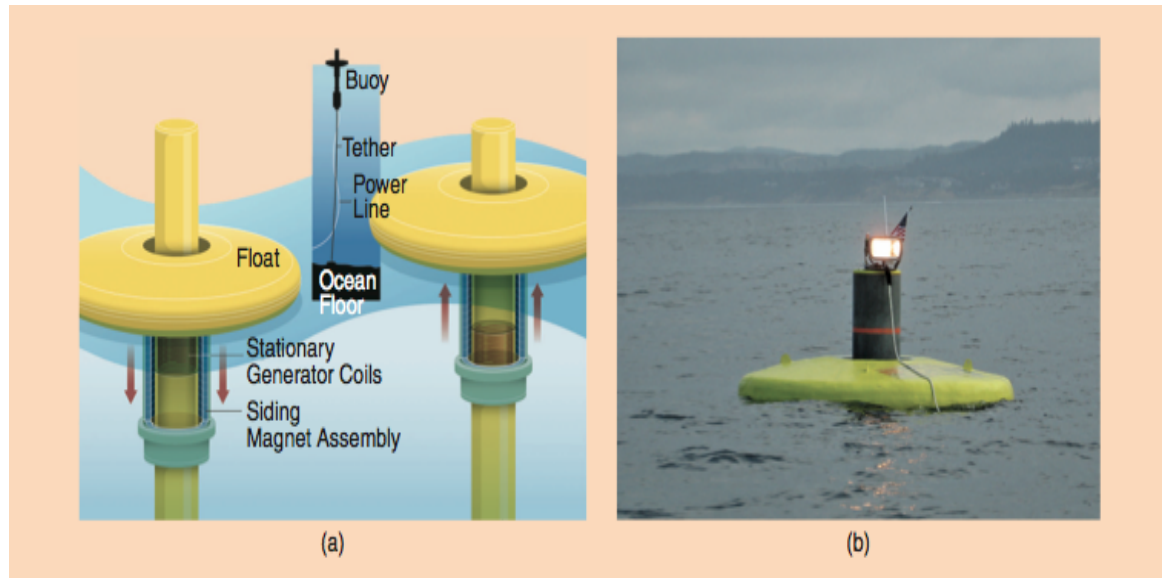 Buoy
Tether
Power
Line
Float
Ocean
Floor
Stationary
Generator Coils
Siding
Magnet Assembly
(a)
(b)